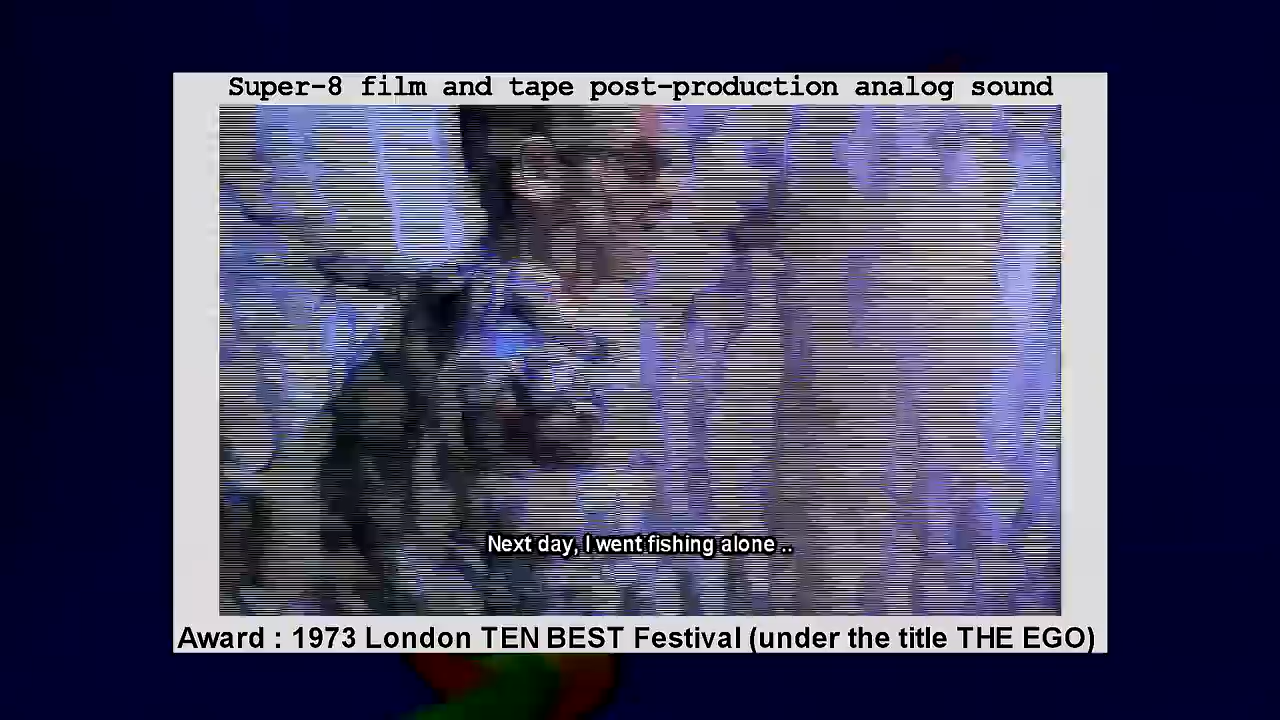 Super-8 film and tape post-production analog sound
Next day, I went fishing alone ..
Award : 1973 London TEN BEST Festival (under the title THE EGO)